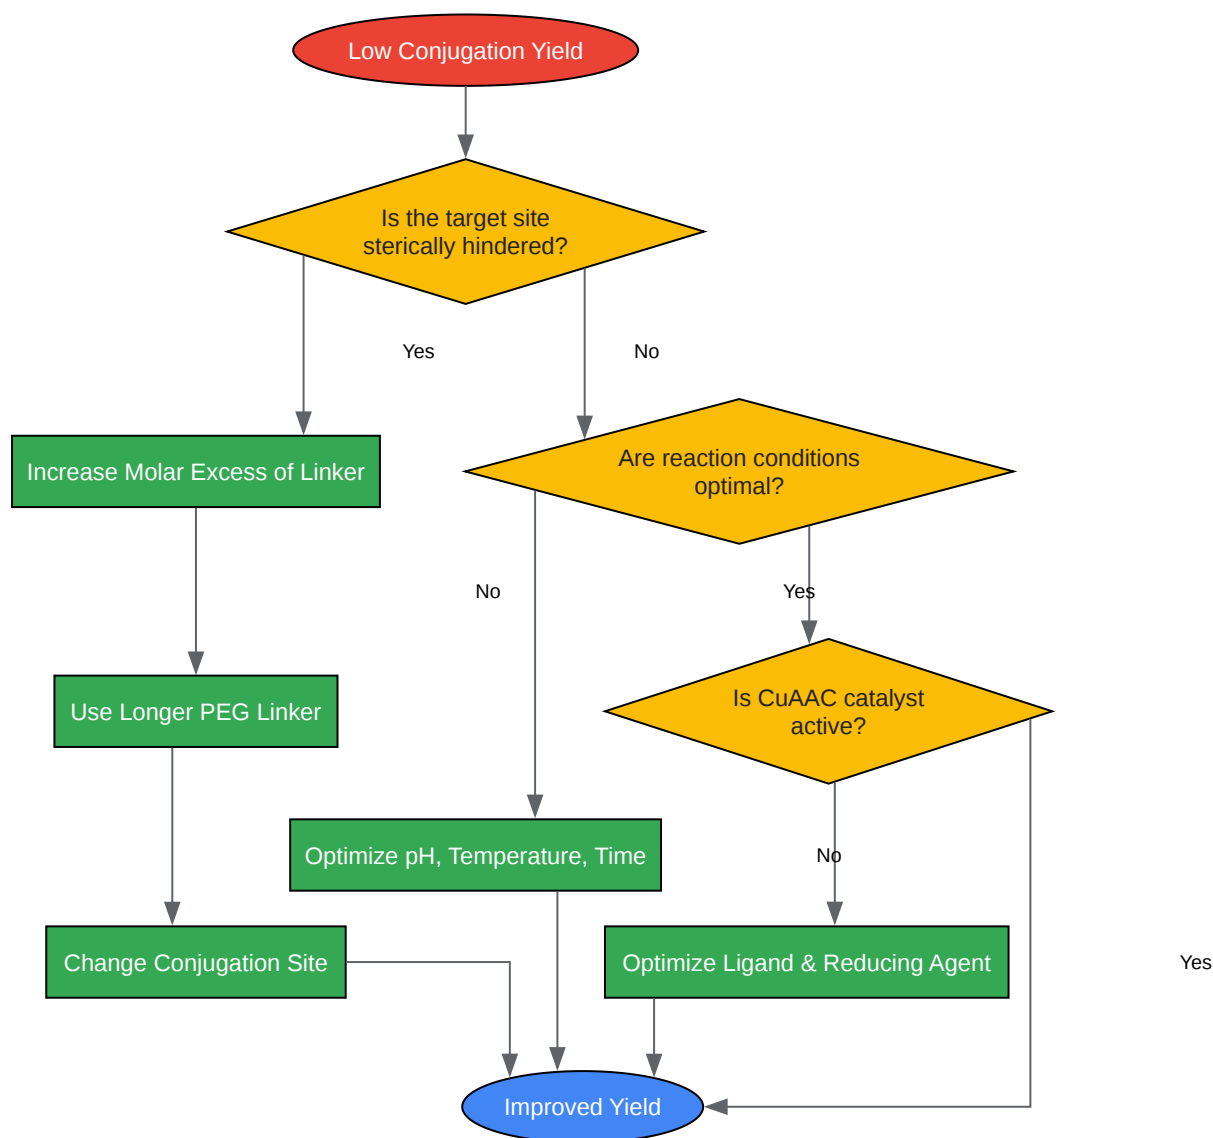 Low Conjugation Yield
Is the target site
sterically hindered?
Yes
No
Increase Molar Excess of Linker
Are reaction conditions
optimal?
No
Yes
Use Longer PEG Linker
Is CuAAC catalyst
active?
Optimize pH, Temperature, Time
No
Change Conjugation Site
Optimize Ligand & Reducing Agent
Yes
Improved Yield